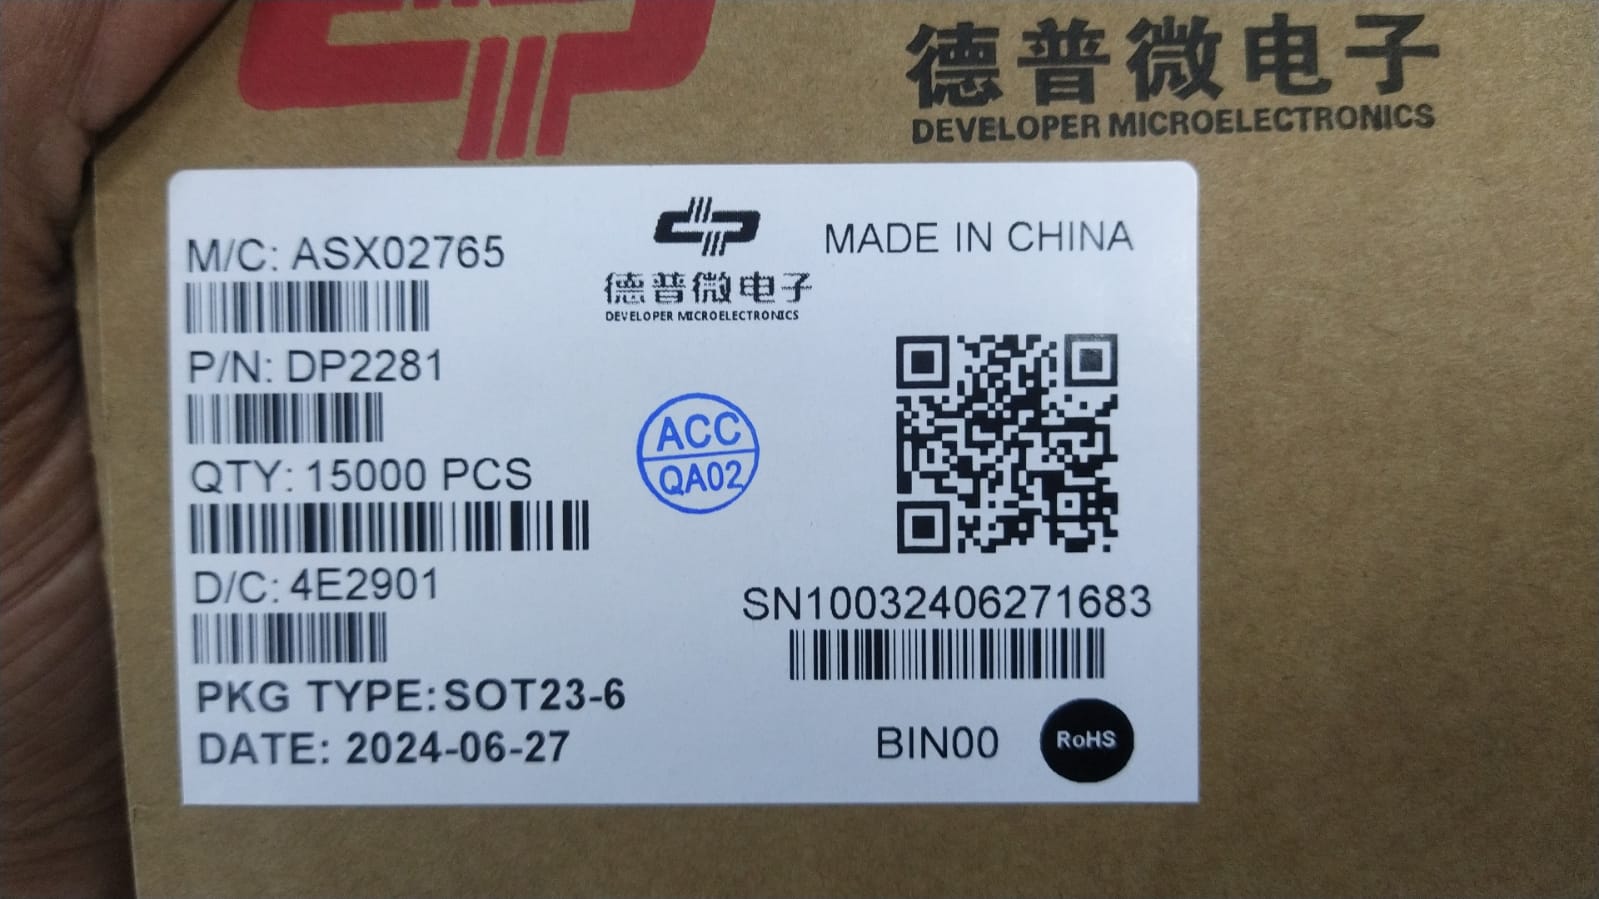 德普微电子
DEVELOPER MICROELECTRONICS
M/C: ASX02765
德普微电子
DEVELOPER MICROELECTRONICS
MADE IN CHINA
P/N: DP2281
ACC
QA02
QTY: 15000 PCS
D/C: 4E2901
SN10032406271683
PKG TYPE:SOT23-6
DATE: 2024-06-27
BIN00
RoHS